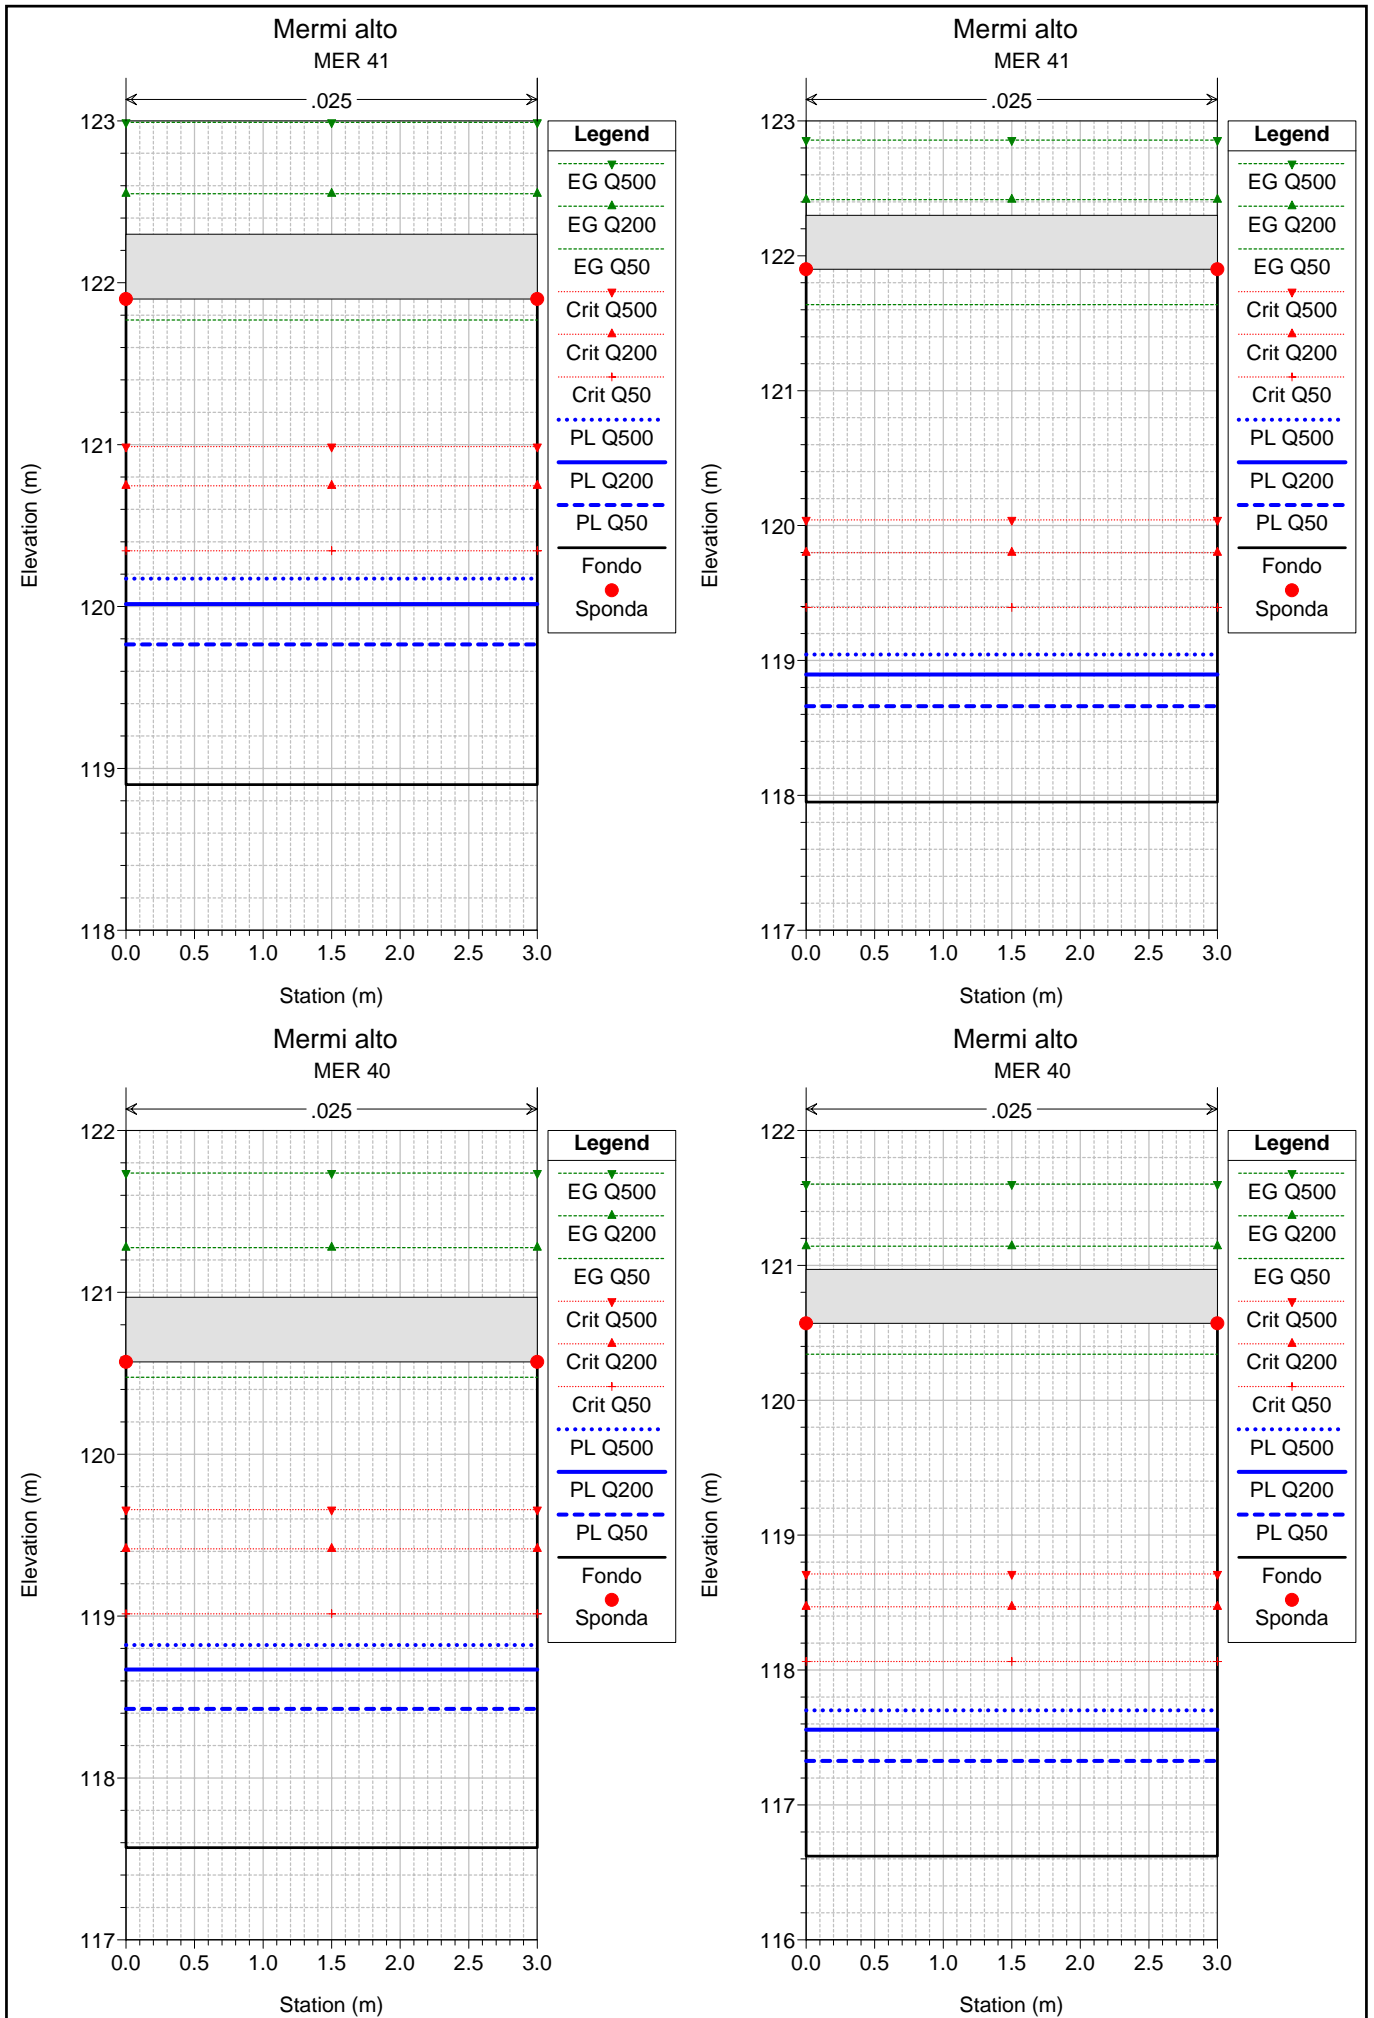 Mermi alto
MER 41
.025
123
122
121
120
119
118
Elevation (m)
0.0 0.5 1.0 1.5 2.0 2.5 3.0
Station (m)
Legend
EG Q500
EG Q200
EG Q50
Crit Q500
Crit Q200
Crit Q50
PL Q500
PL Q200
PL Q50
Fondo
Sponda
Mermi alto
MER 41
.025
123
122
121
120
119
118
117
Elevation (m)
0.0 0.5 1.0 1.5 2.0 2.5 3.0
Station (m)
Legend
EG Q500
EG Q200
EG Q50
Crit Q500
Crit Q200
Crit Q50
PL Q500
PL Q200
PL Q50
Fondo
Sponda
Mermi alto
MER 40
.025
122
121
120
119
118
117
Elevation (m)
0.0 0.5 1.0 1.5 2.0 2.5 3.0
Station (m)
Legend
EG Q500
EG Q200
EG Q50
Crit Q500
Crit Q200
Crit Q50
PL Q500
PL Q200
PL Q50
Fondo
Sponda
Mermi alto
MER 40
.025
122
121
120
119
118
117
116
Elevation (m)
0.0 0.5 1.0 1.5 2.0 2.5 3.0
Station (m)
Legend
EG Q500
EG Q200
EG Q50
Crit Q500
Crit Q200
Crit Q50
PL Q500
PL Q200
PL Q50
Fondo
Sponda